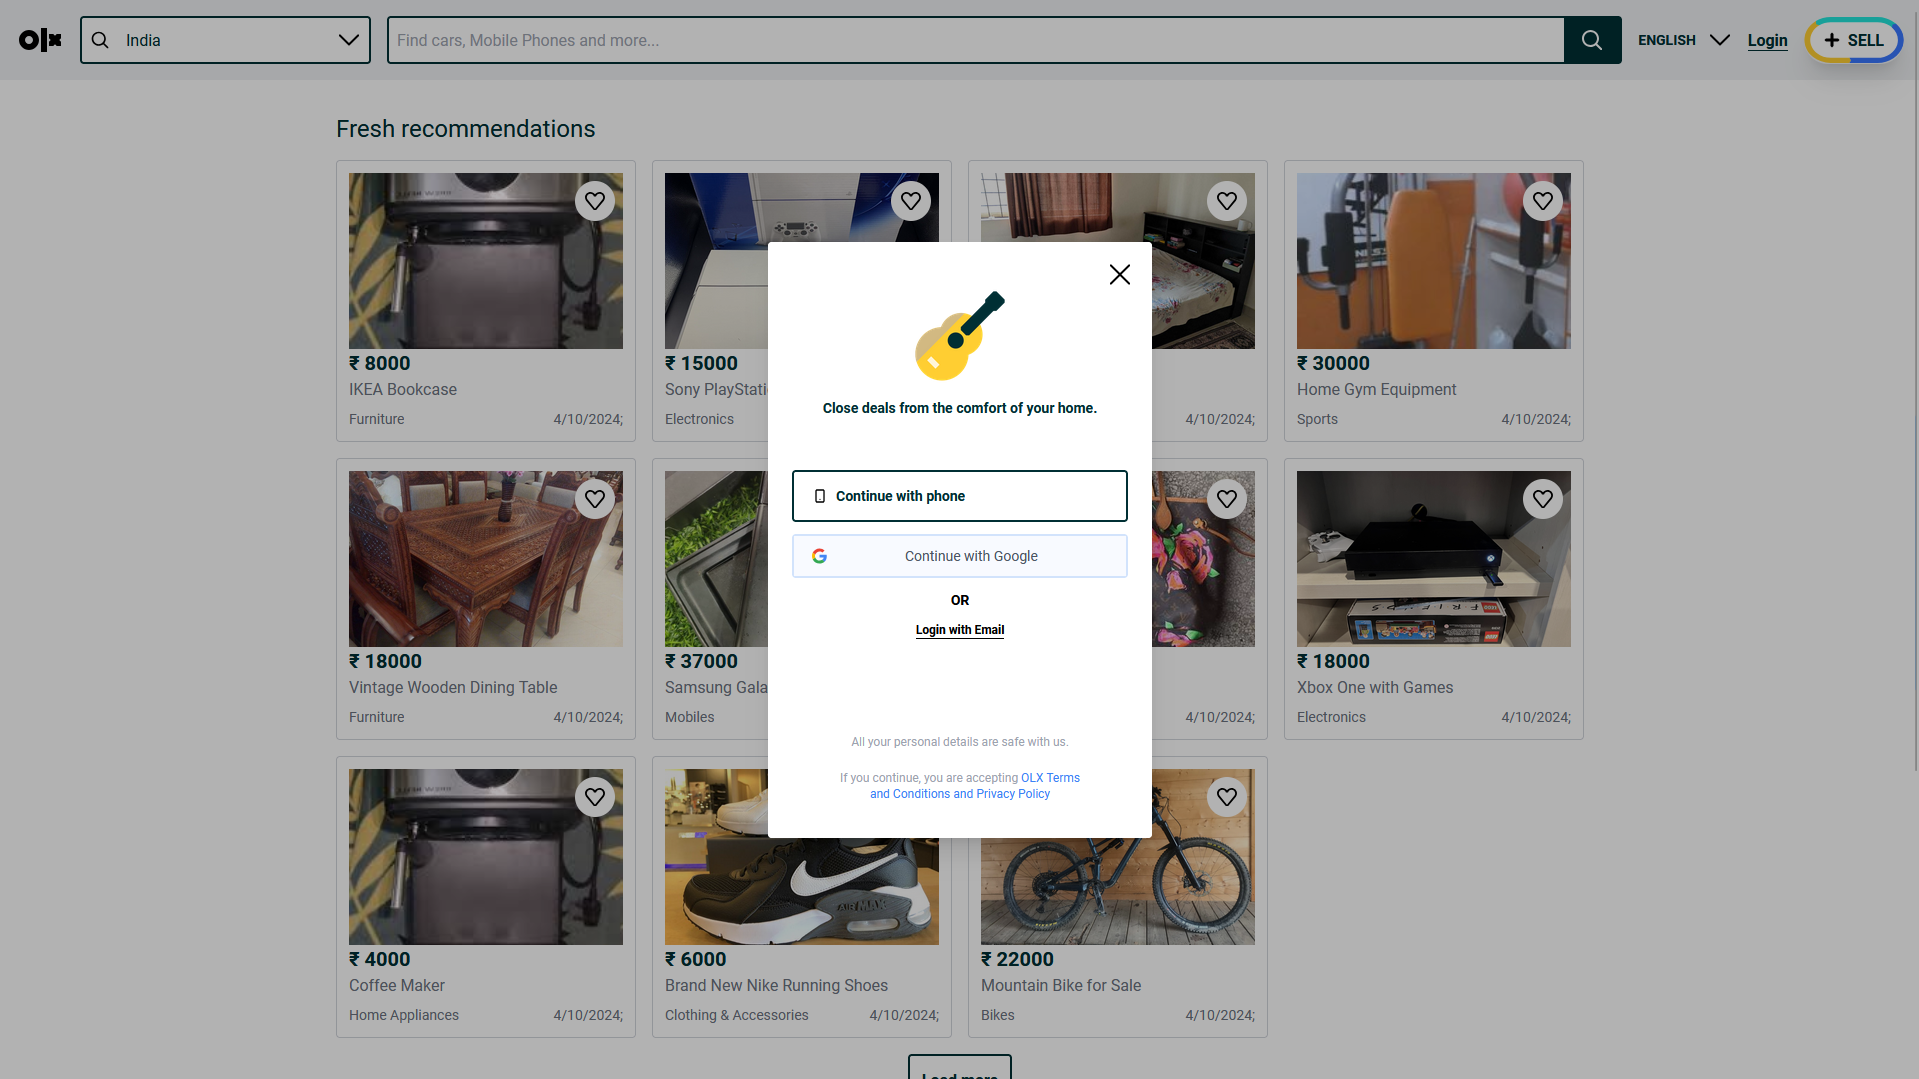 olx
India
Find cars, Mobile Phones and more...
ENGLISH
Login
+ SELL
Fresh recommendations
₹ 8000
IKEA Bookcase
Furniture 4/10/2024;
₹ 15000
Sony PlayStati
Electronics
4/10/2024;
₹ 30000
Home Gym Equipment
Sports 4/10/2024;
Close deals from the comfort of your home.
Continue with phone
Continue with Google
OR
Login with Email
All your personal details are safe with us.
If you continue, you are accepting OLX Terms
and Conditions and Privacy Policy
₹ 18000
Vintage Wooden Dining Table
Furniture 4/10/2024;
₹ 37000
Samsung Gala
Mobiles
4/10/2024;
FRIENDS
LEGO
₹ 18000
Xbox One with Games
Electronics 4/10/2024;
₹ 4000
Coffee Maker
Home Appliances 4/10/2024;
AIR MAX
₹ 6000
Brand New Nike Running Shoes
Clothing & Accessories 4/10/2024;
₹ 22000
Mountain Bike for Sale
Bikes 4/10/2024;
Load more